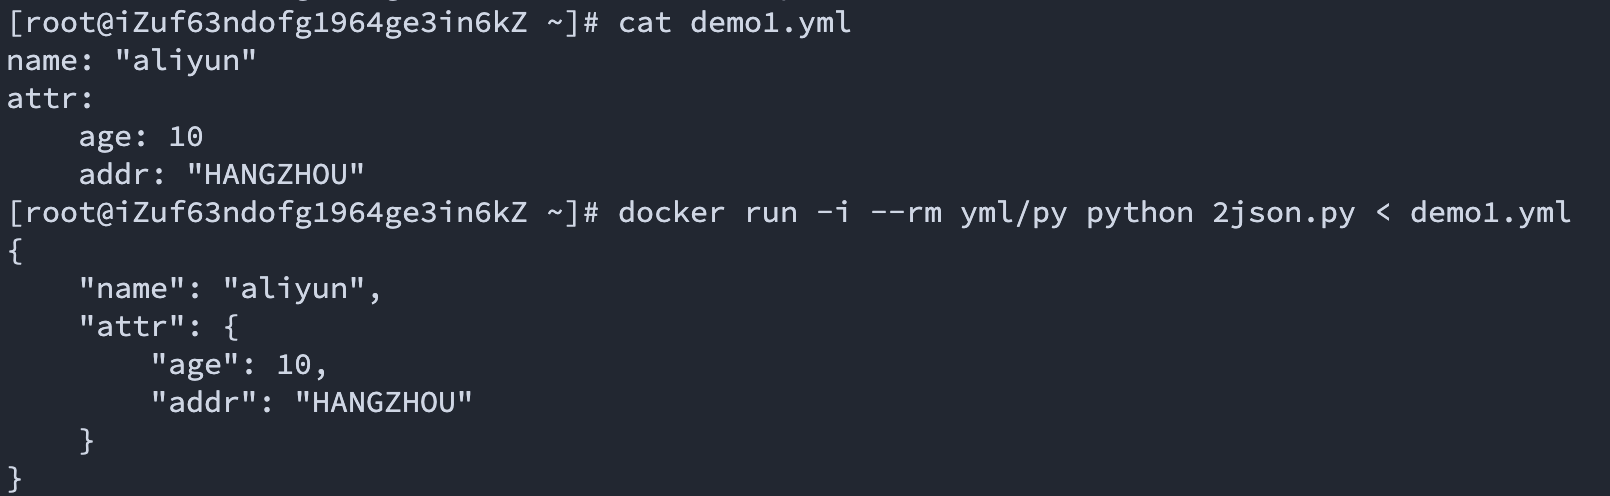 [root@iZuf63ndofg1964ge3in6kZ ~]# cat demo1.yml
name: "aliyun"
attr:
    age: 10
    addr: "HANGZHOU"
[root@iZuf63ndofg1964ge3in6kZ ~]# docker run -i --rm yml/py python 2json.py < demo1.yml
{
    "name": "aliyun",
    "attr": {
        "age": 10,
        "addr": "HANGZHOU"
    }
}